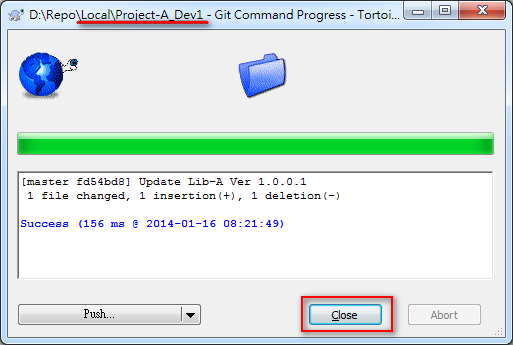 D:\Repo\Local\Project-A_Dev1 - Git Command Progress - Tortoi...
[master fd54bd8] Update Lib-A Ver 1.0.0.1
1 file changed, 1 insertion(+), 1 deletion(-)
Success (156 ms @ 2014-01-16 08:21:49)
Push... Close Abort